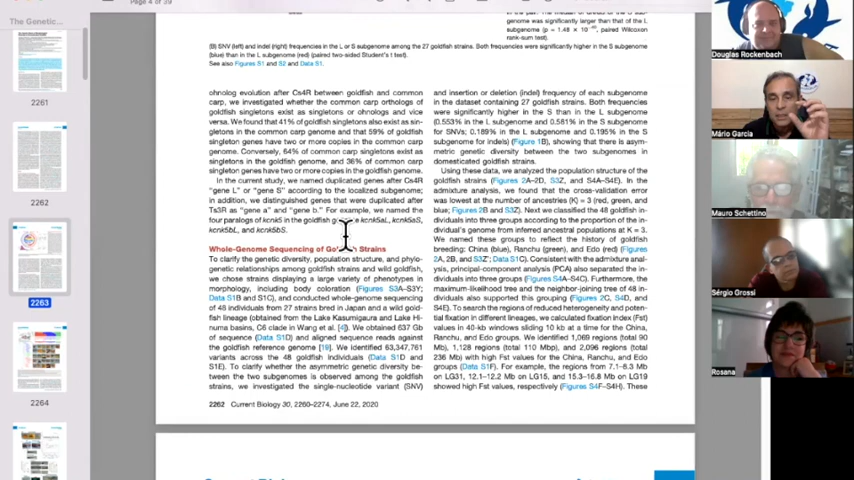 Page 4 of 39
The Genetic...
2261
2262
2263
2264
genome was significantly larger than that of the L
subgenome (p = 1.48 × 10
rank-sum test).
(B) SNV (left) and indel (right) frequencies in the L or S subgenome among the 27 goldfish strains. Both frequencies were significantly higher in the S subgenome
than in the L subgenome (paired two-sided Student's t test).
See also Figures S1 and S2 and Data S1.
ohnolog evolution after Cs4R between goldfish and common
carp, we investigated whether the common carp orthologs of
goldfish singletons exist as singletons or ohnologs and vice
versa. We found that 41% of goldfish singletons also exist as sin-
gletons in the common carp genome and that 59% of goldfish
singleton genes have two or more copies in the carp genome.
Conversely, 64% of common carp singletons exist as
singletons in the goldfish genome, and 36% of common carp
singleton genes have two or more copies in the goldfish genome.
In the current study, we named duplicated genes after Cs4R
"gene L" or "gene S" according to the localized subgenome;
in addition, we distinguished genes that were duplicated after
Ts3R as "gene a" and "gene b." For example, we named the
four paralogs of kcnk5 in the goldfish kcnk5aL, kcnk5aS,
kcnk5bL, and kcnk5bS.
Whole-Genome Sequencing of Goldfish Strains
To clarify the genetic diversity, population structure, and phylo-
genetic relationships among goldfish strains and wild goldfish,
we chose strains displaying a large variety of phenotypes in
morphology, including body coloration (Figures S3A–S3Y;
Data S1B and S1C), and conducted whole-genome sequencing
of 48 individuals from 27 strains bred in Japan and a wild gold-
fish lineage (obtained from the Lake Kasumigaura and Lake Hi-
numa basins, C6 clade in Wang et al. [4]). We obtained 637 Gb
of sequence (Data S1D) and aligned sequence reads against
the goldfish reference genome [19]. We identified 63,347,761
variants across the 48 goldfish individuals (Data S1D and
S1E). To clarify whether the asymmetric genetic diversity be-
tween the two subgenomes is observed among the goldfish
strains, we investigated the single-nucleotide variant (SNV)
and insertion or deletion (indel) frequency of each subgenome
in the dataset containing 27 goldfish strains. Both frequencies
were significantly higher in the S than in the L subgenome
(0.553% in the L subgenome and 0.581% in the S subgenome
for SNVs; 0.189% in the L subgenome and 0.195% in the S
subgenome for indels) (Figure 1B), showing that there is asym-
metric genetic diversity between the two subgenomes in
domesticated goldfish strains.
Using these data, we analyzed the population structure of the
goldfish strains (Figures 2A–2D, S3Z, and S4A–S4E). In the
admixture analysis, we found that the cross-validation error
was lowest at the number of ancestries (K) = 3 (red, green, and
blue; Figures 2B and S3Z). Next we classified the 48 goldfish in-
dividuals into three groups according to the proportion of the in-
dividual's genome from inferred ancestral populations at K = 3.
We named these groups to reflect the history of goldfish
breeding: China (blue), Ranchu (green), and Edo (red) (Figures
2A, 2B, and S3Z'; Data S1C). Consistent with the admixture anal-
ysis, principal-component analysis (PCA) also separated the in-
dividuals into three groups (Figures S4A–S4C). Furthermore, the
maximum-likelihood tree and the neighbor-joining tree of 48 in-
dividuals also supported this grouping (Figures 2C, S4D, and
S4E). To search the regions of reduced heterogeneity and poten-
tial fixation in different lineages, we calculated fixation index (Fst)
values in 40-kb windows sliding 10 kb at a time for the China,
Ranchu, and Edo groups. We identified 1,069 regions (total 90
Mb), 1,128 regions (total 110 Mbp), and 2,096 regions (total
236 Mb) with high Fst values for the China, Ranchu, and Edo
groups (Data S1F). For example, the regions from 7.1–8.3 Mb
on LG31, 12.1–12.2 Mb on LG15, and 15.3–16.8 Mb on LG19
showed high Fst values, respectively (Figures S4F–S4H). These
2262 Current Biology 30, 2260–2274, June 22, 2020
Douglas Rockenbach
Mário Garcia
Mauro Schettino
Sérgio Grossi
Rosana